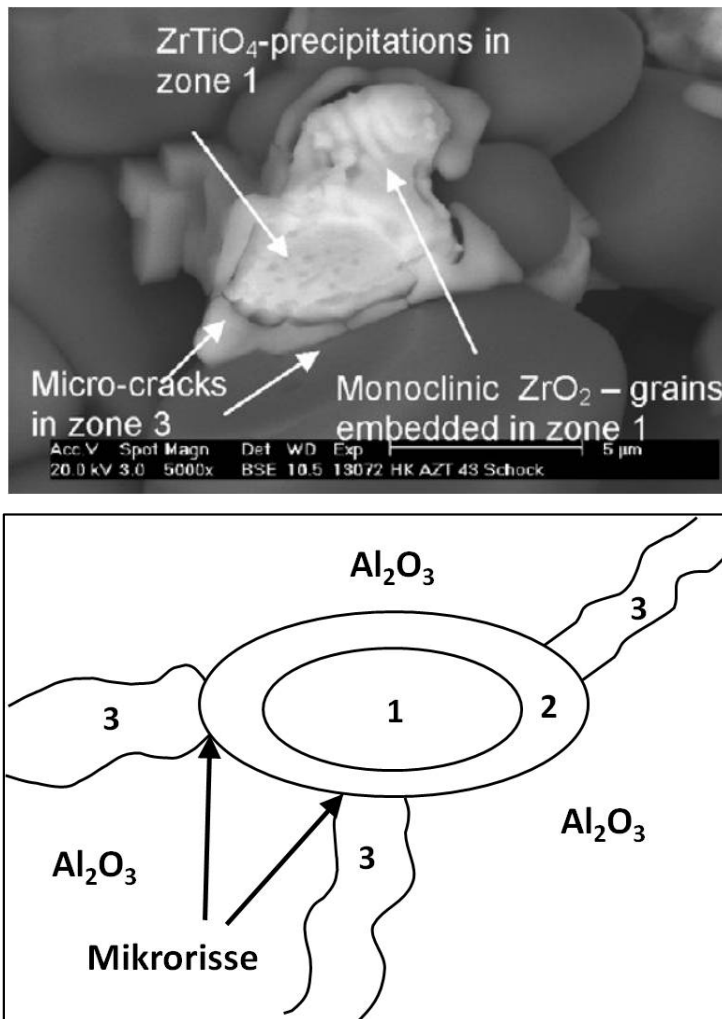 ZrTiO₄-precipitations in
zone 1
Micro-cracks
in zone 3
Monoclinic ZrO₂ – grains
embedded in zone 1
Acc.V Spot Magn Det WD Exp 5 µm
20.0 kV 3.0 5000x BSE 10.5 13072 HK AZT 43 Schock
Al₂O₃
3
3
1
2
Al₂O₃
Al₂O₃
3
Mikrorisse